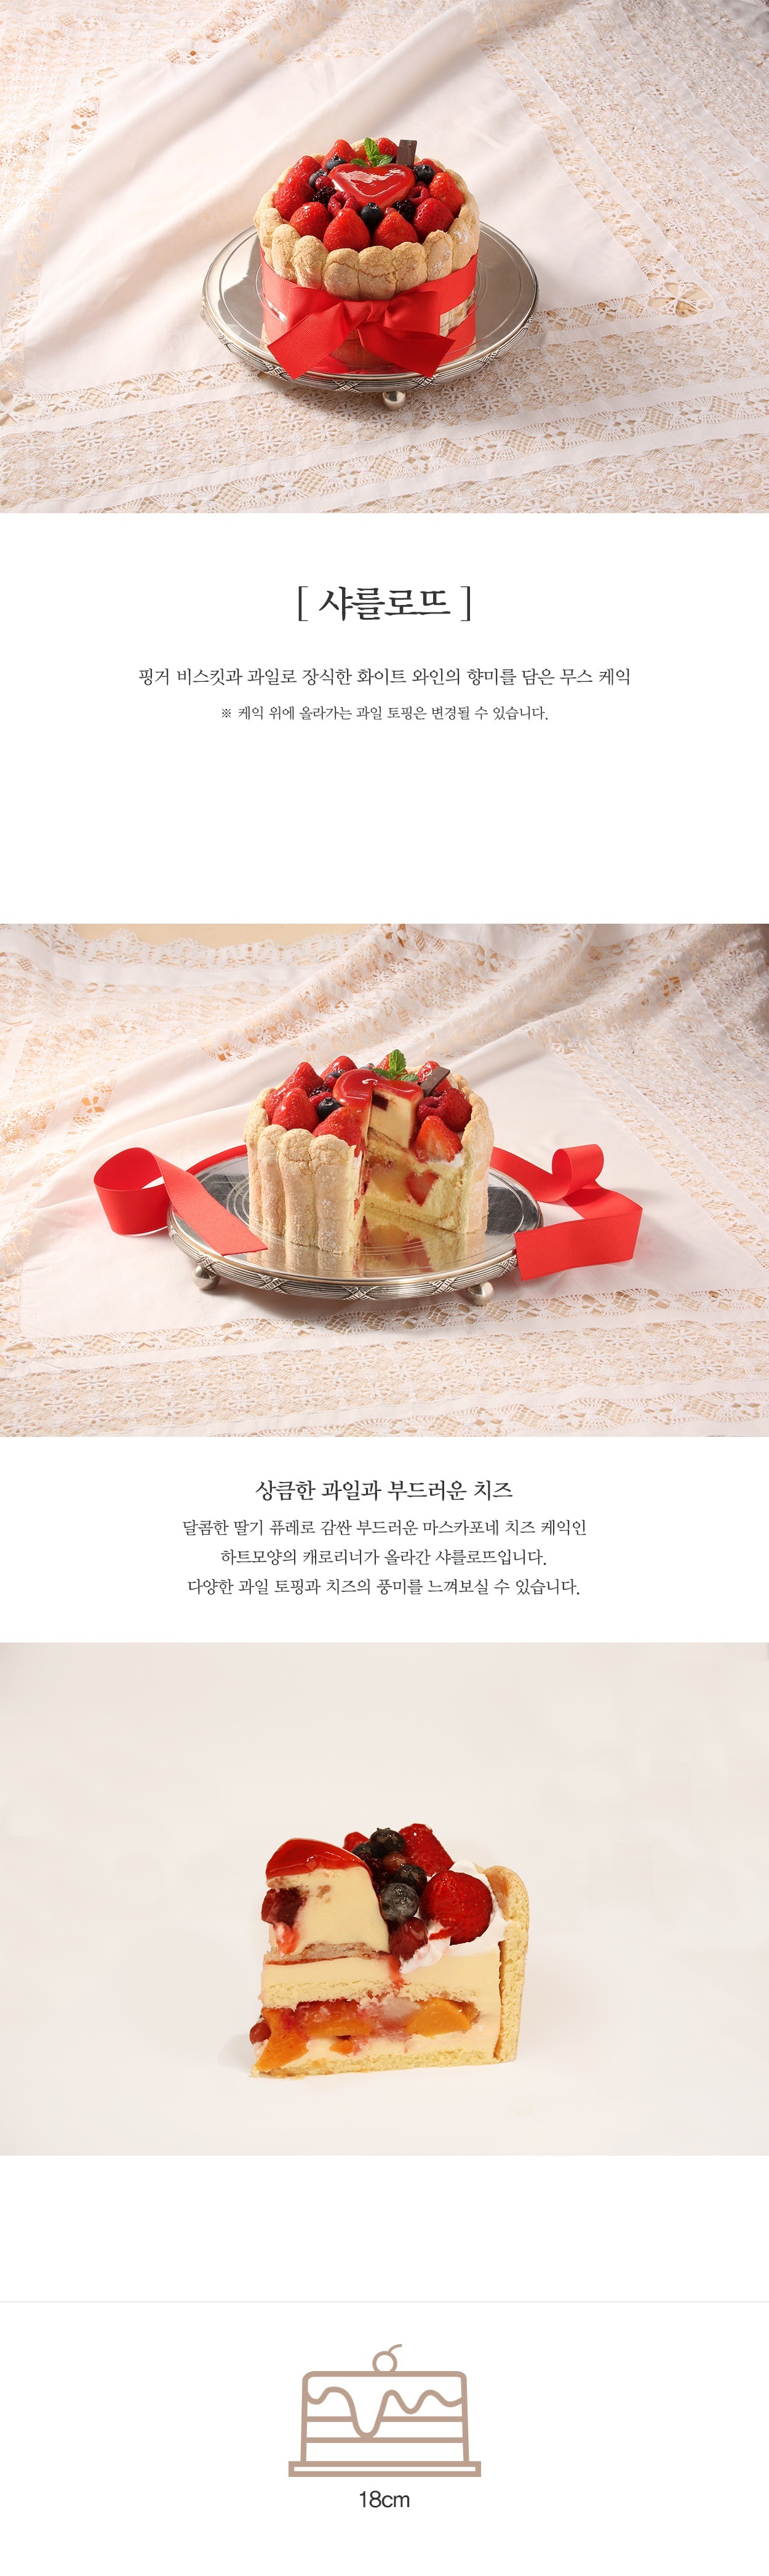 [ 샤를로뜨 ]
핑거 비스킷과 과일로 장식한 화이트 와인의 향미를 담은 무스 케익
※ 케익 위에 올라가는 과일 토핑은 변경될 수 있습니다.
상큼한 과일과 부드러운 치즈
달콤한 딸기 퓨레로 감싼 부드러운 마스카포네 치즈 케익인
하트모양의 캐로리너가 올라간 샤를로뜨입니다.
다양한 과일 토핑과 치즈의 풍미를 느껴보실 수 있습니다.
18cm